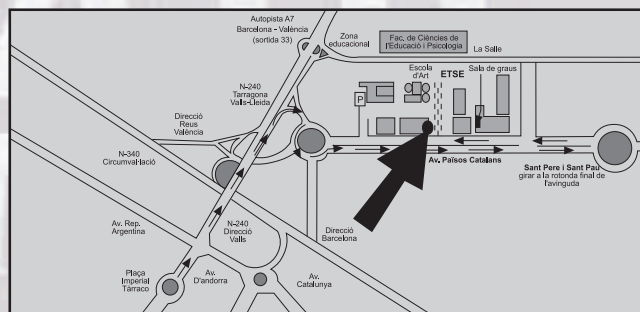 Autopista A7
Barcelona - València
(sortida 33)
Zona
educacional
Fac. de Ciències de
l'Educació i Psicologia
La Salle
Escola
d'Art
ETSE
Sala de graus
N-240
Tarragona
Valls-Lleida
P
Direcció
Reus
València
N-340
Circumval·lació
Av. Països Catalans
Sant Pere i Sant Pau
girar a la rotonda final de
l'avinguda
Av. Rep.
Argentina
N-240
Direcció
Valls
Direcció
Barcelona
Plaça
Imperial
Tàrraco
Av.
D'andorra
Av.
Catalunya